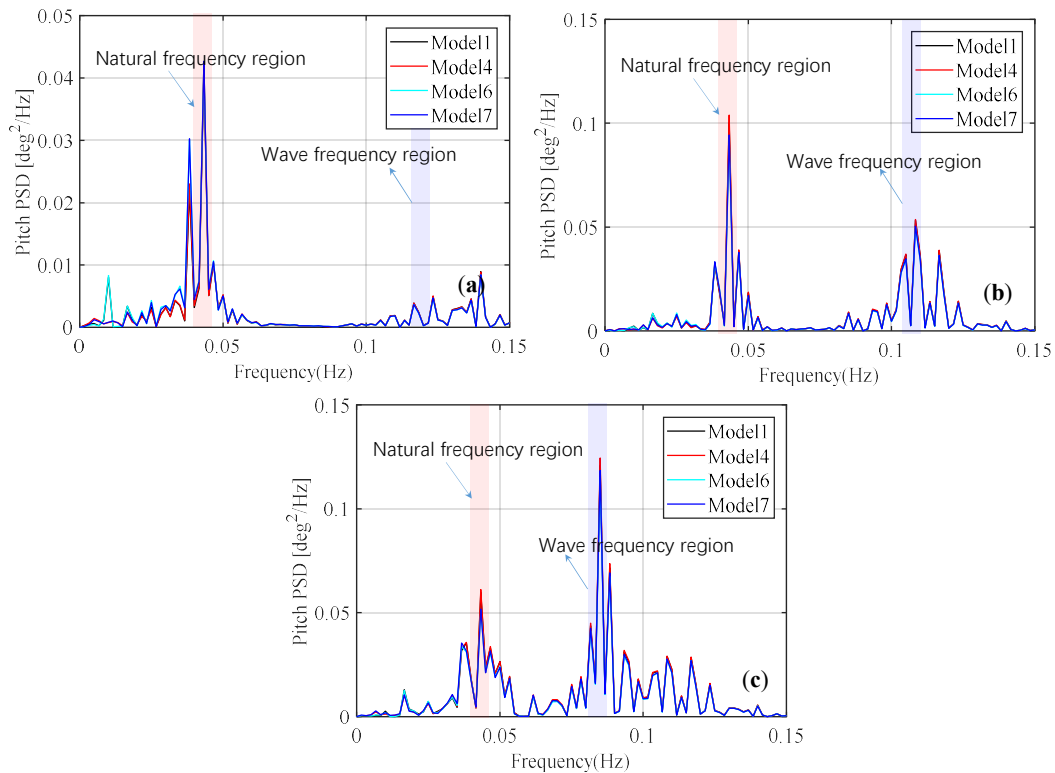 0.05
Model1
Natural frequency region
Model4
0.04
Model6
Model7
0.03
Wave frequency region
Pitch PSD [deg²/Hz]
0.02
0.01
(a)
0
0
0.05
0.1
0.15
Frequency(Hz)
0.15
Model1
Natural frequency region
Model4
Model6
0.1
Model7
Pitch PSD [deg²/Hz]
Wave frequency region
0.05
(b)
0
0
0.05
0.1
0.15
Frequency(Hz)
0.15
Model1
Natural frequency region
Model4
Model6
0.1
Model7
Pitch PSD [deg²/Hz]
Wave frequency region
0.05
(c)
0
0
0.05
0.1
0.15
Frequency(Hz)